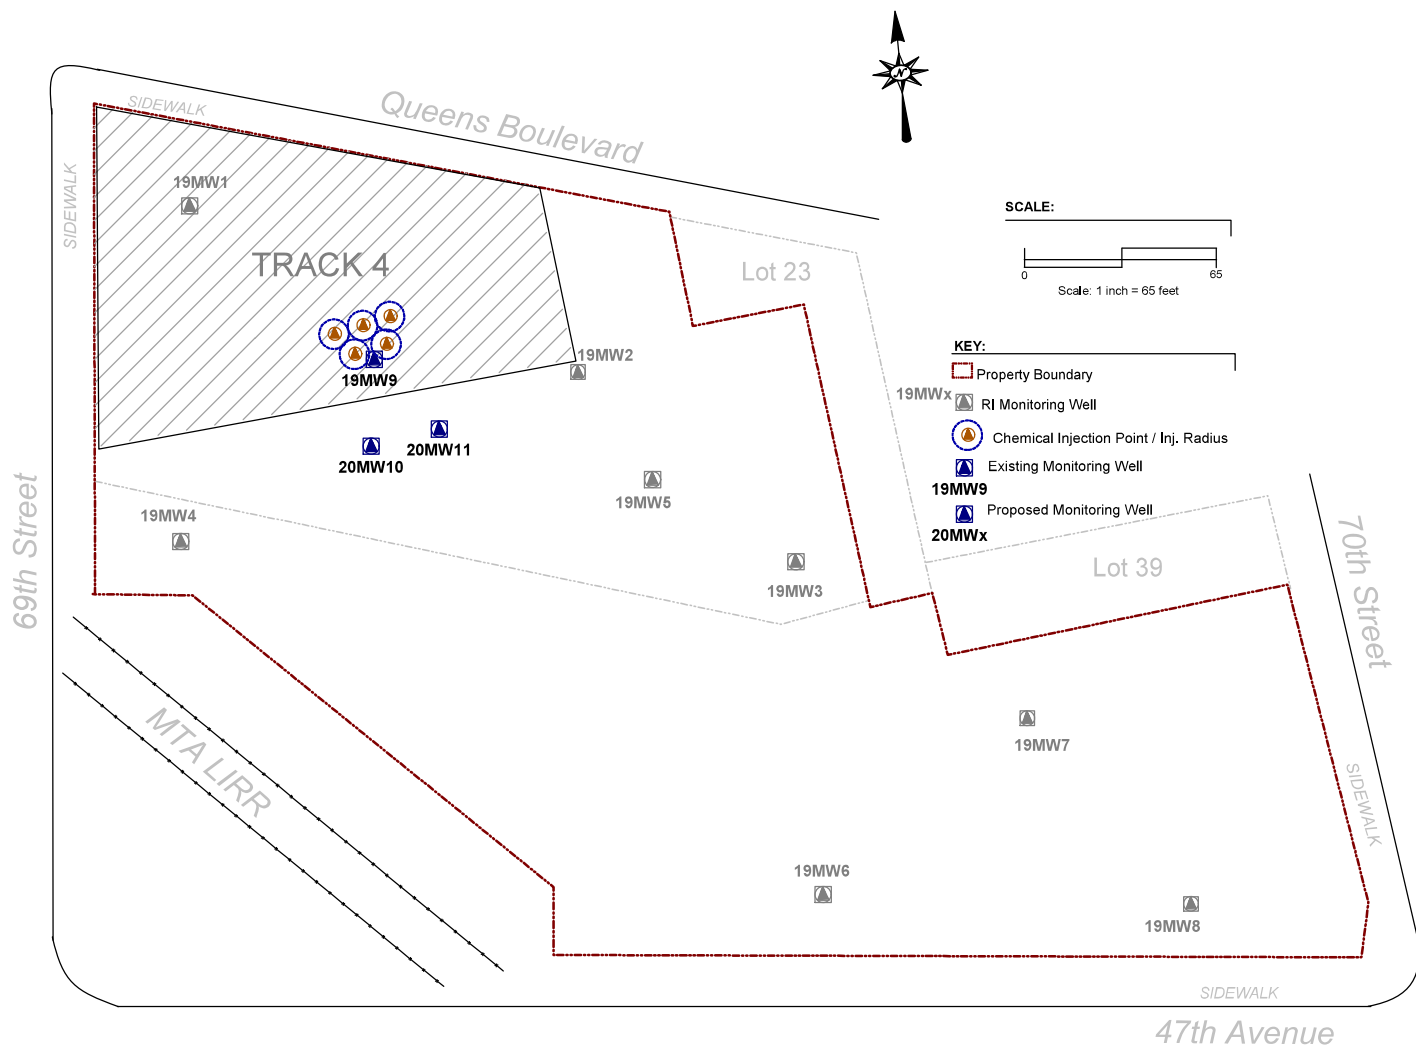 N
Queens Boulevard
SIDEWALK
SIDEWALK
19MW1
TRACK 4
19MW9
19MW2
20MW11
20MW10
19MW5
19MW4
19MW3
Lot 23
SCALE:
0
65
Scale: 1 inch = 65 feet
KEY:
Property Boundary
19MWx
RI Monitoring Well
Chemical Injection Point / Inj. Radius
Existing Monitoring Well
19MW9
Proposed Monitoring Well
20MWx
Lot 39
69th Street
70th Street
MTA LIRR
19MW7
SIDEWALK
19MW6
19MW8
SIDEWALK
47th Avenue